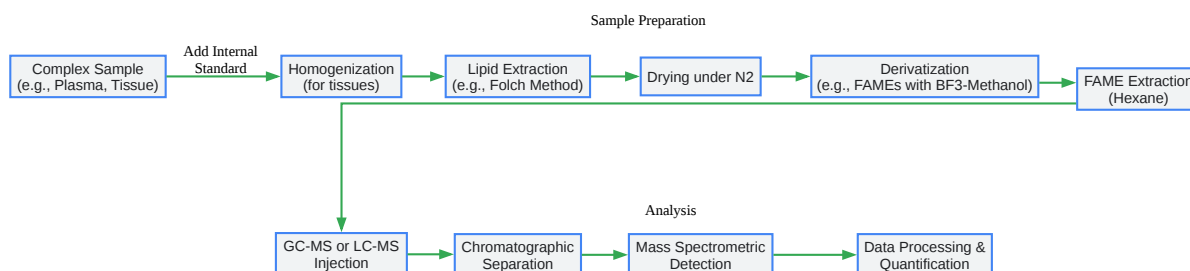 Sample Preparation
Add Internal
Standard
Complex Sample
(e.g., Plasma, Tissue)
Homogenization
(for tissues)
Lipid Extraction
(e.g., Folch Method)
Drying under N2
Derivatization
(e.g., FAMEs with BF3-Methanol)
FAME Extraction
(Hexane)
Analysis
GC-MS or LC-MS
Injection
Chromatographic
Separation
Mass Spectrometric
Detection
Data Processing &
Quantification